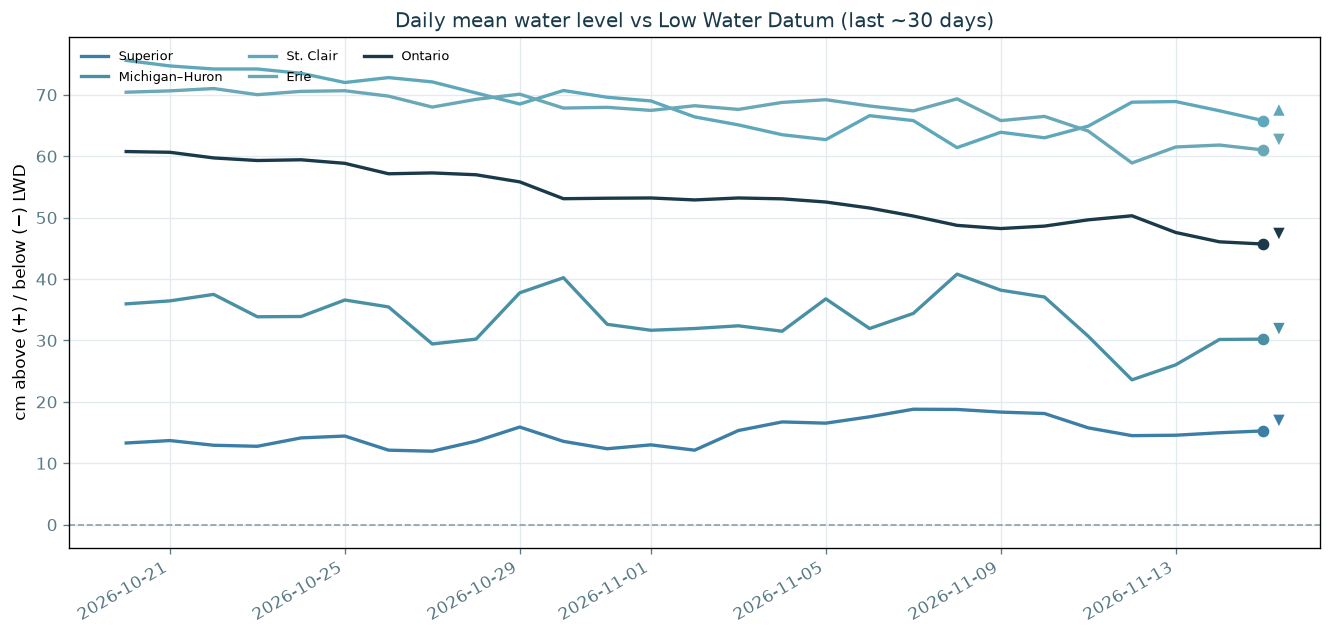 Daily mean water level vs Low Water Datum (last ~30 days)
Superior
Michigan–Huron
St. Clair
Erie
Ontario
cm above (+) / below (−) LWD
70
60
50
40
30
20
10
0
2026-10-21
2026-10-25
2026-10-29
2026-11-01
2026-11-05
2026-11-09
2026-11-13